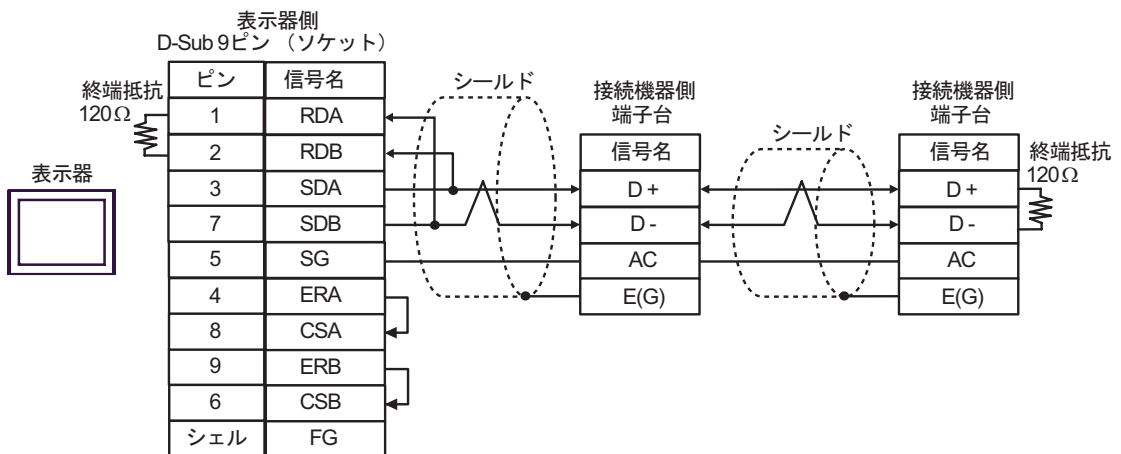 表示器側
D-Sub 9ピン （ソケット）
ピン 信号名
終端抵抗
120Ω
1 RDA
2 RDB
3 SDA
7 SDB
5 SG
4 ERA
8 CSA
9 ERB
6 CSB
シェル FG
表示器
シールド
接続機器側
端子台
信号名
D +
D -
AC
E(G)
シールド
接続機器側
端子台
信号名
D +
D -
AC
E(G)
終端抵抗
120Ω